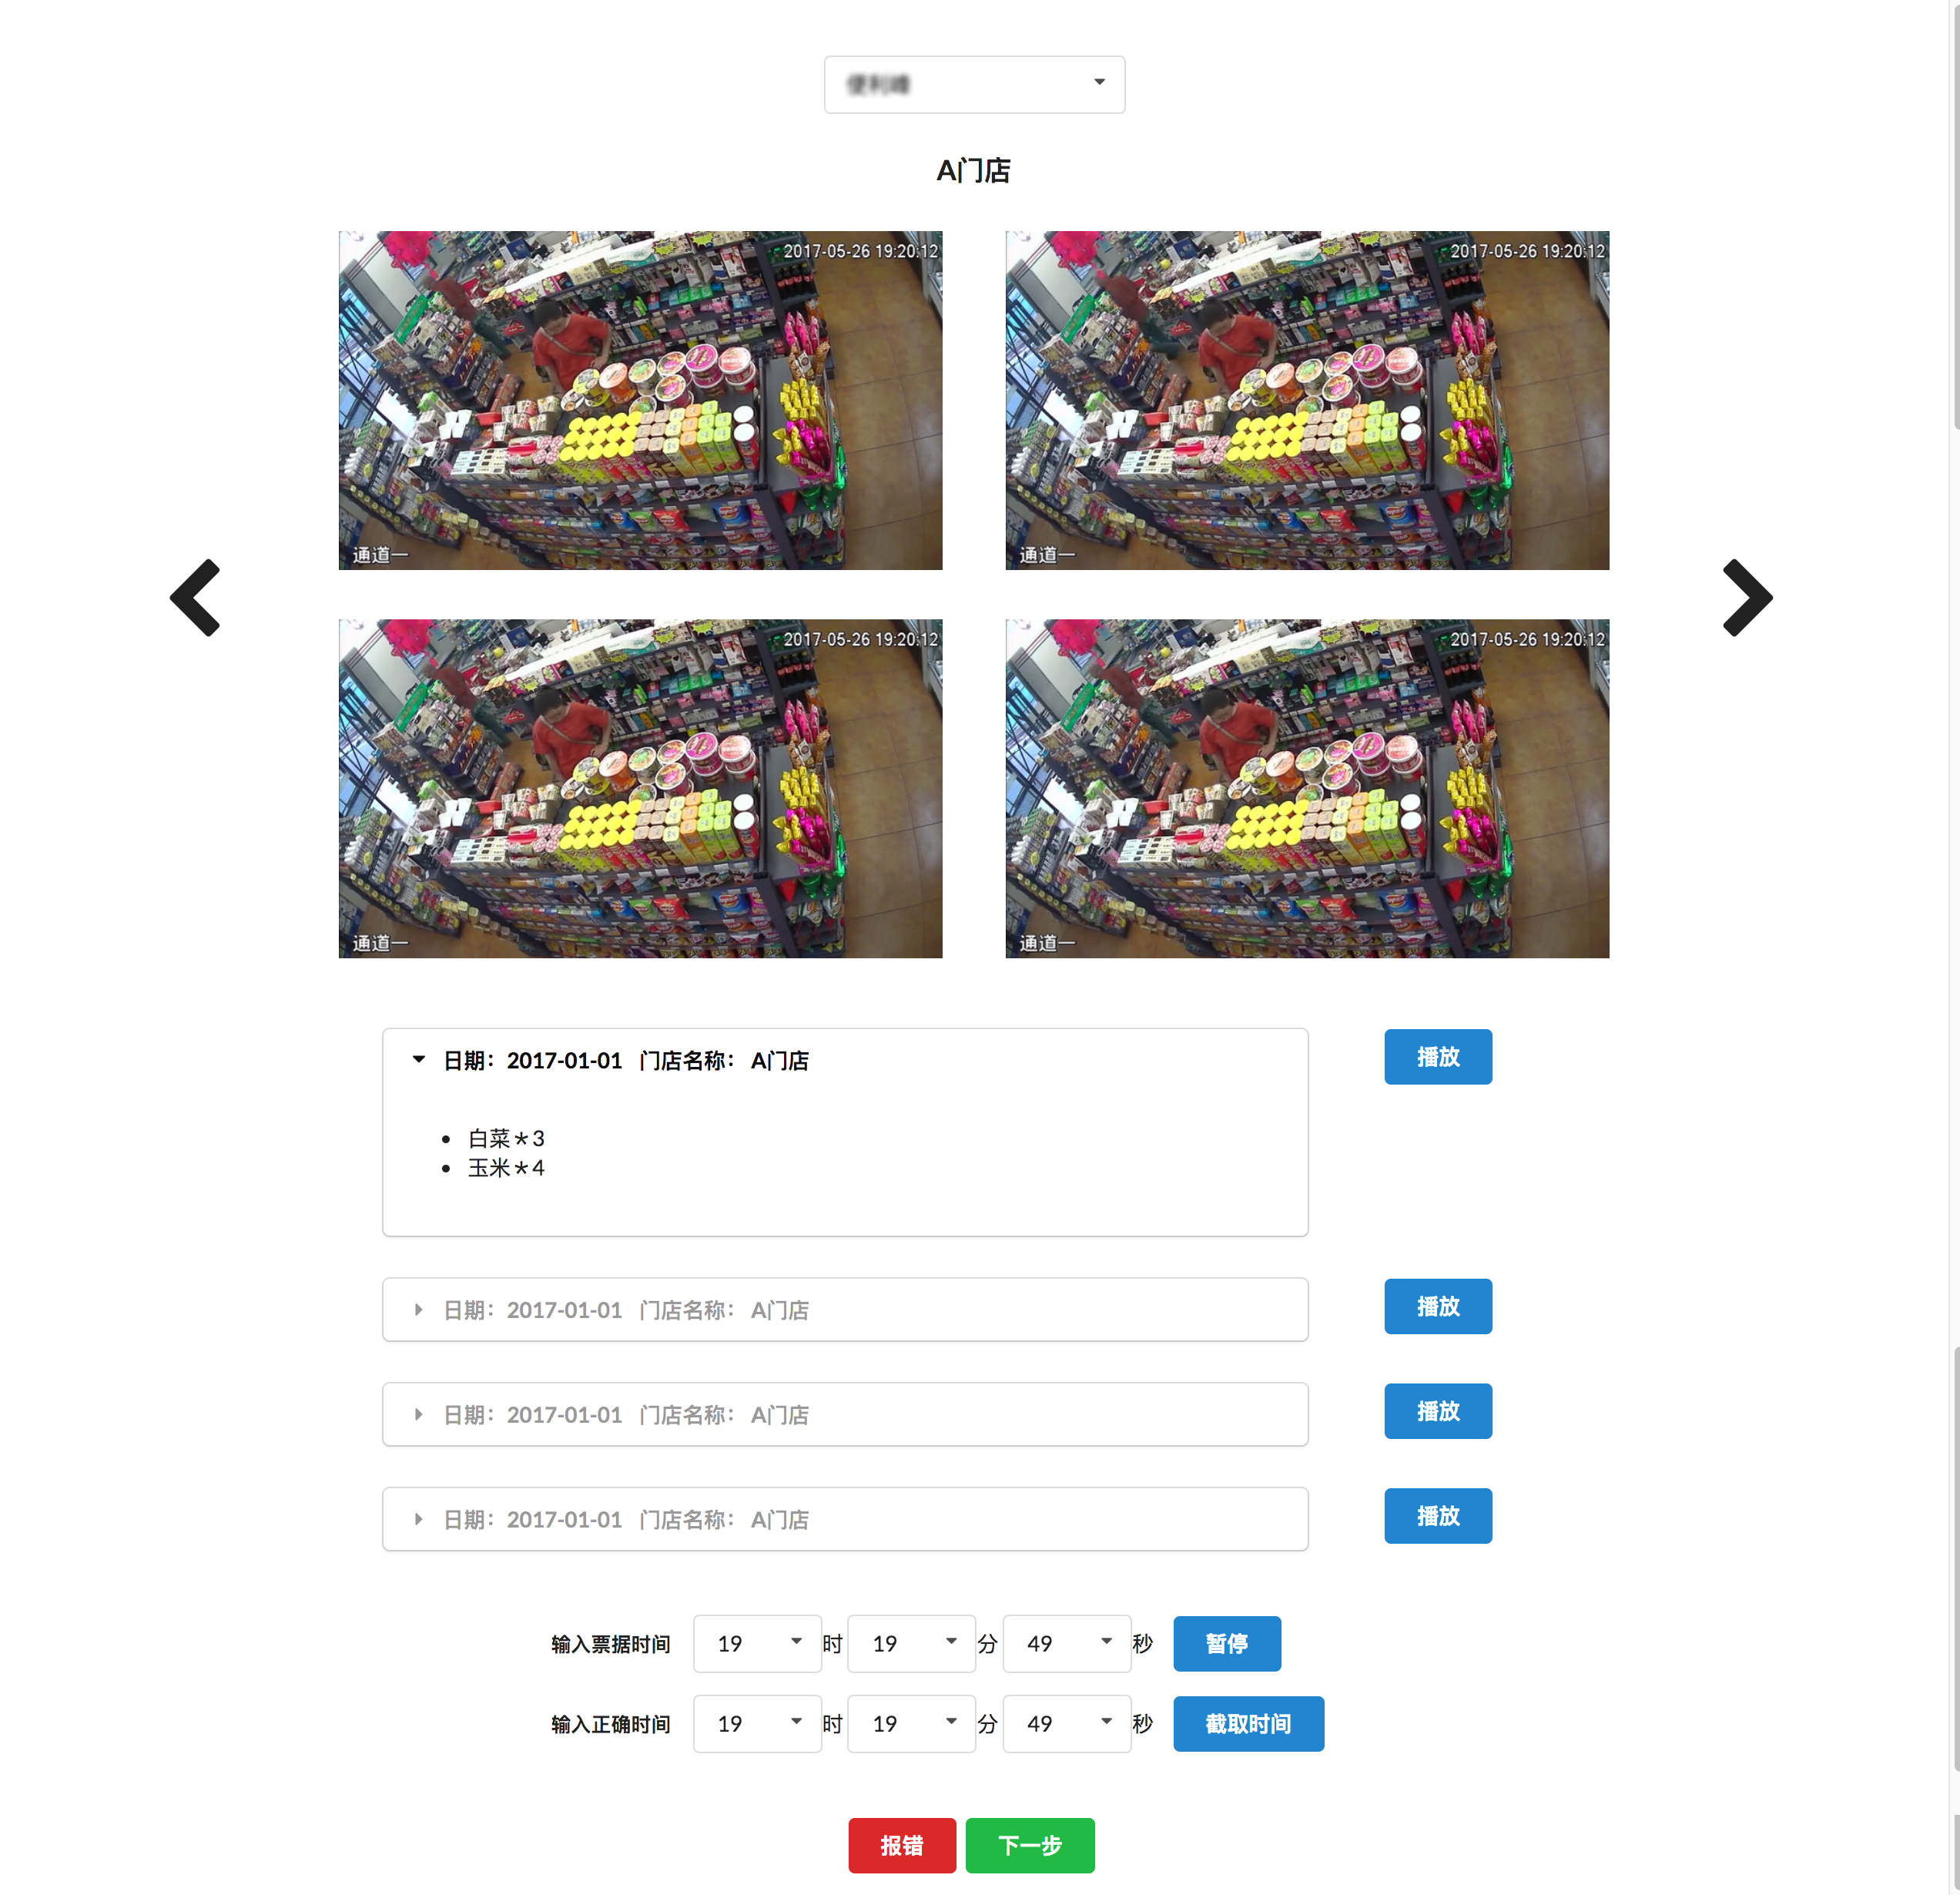 A门店
2017-05-26 19:20:12
2017-05-26 19:20:12
通道一
通道一
2017-05-26 19:20:12
2017-05-26 19:20:12
通道一
通道一
日期：2017-01-01 门店名称： A门店
播放
白菜＊3
玉米＊4
日期：2017-01-01 门店名称： A门店
播放
日期：2017-01-01 门店名称： A门店
播放
日期：2017-01-01 门店名称： A门店
播放
输入票据时间 19 时 19 分 49 秒 暂停
输入正确时间 19 时 19 分 49 秒 截取时间
报错 下一步